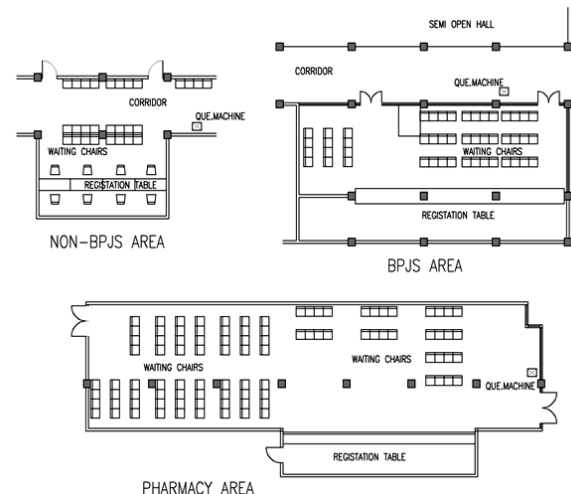 CORRIDOR
QUE.MACHINE
WAITING CHAIRS
REGISTATION TABLE
NON-BPJS AREA
SEMI OPEN HALL
CORRIDOR
QUE.MACHINE
WAITING CHAIRS
REGISTATION TABLE
BPJS AREA
WAITING CHAIRS
WAITING CHAIRS
QUE.MACHINE
REGISTATION TABLE
PHARMACY AREA